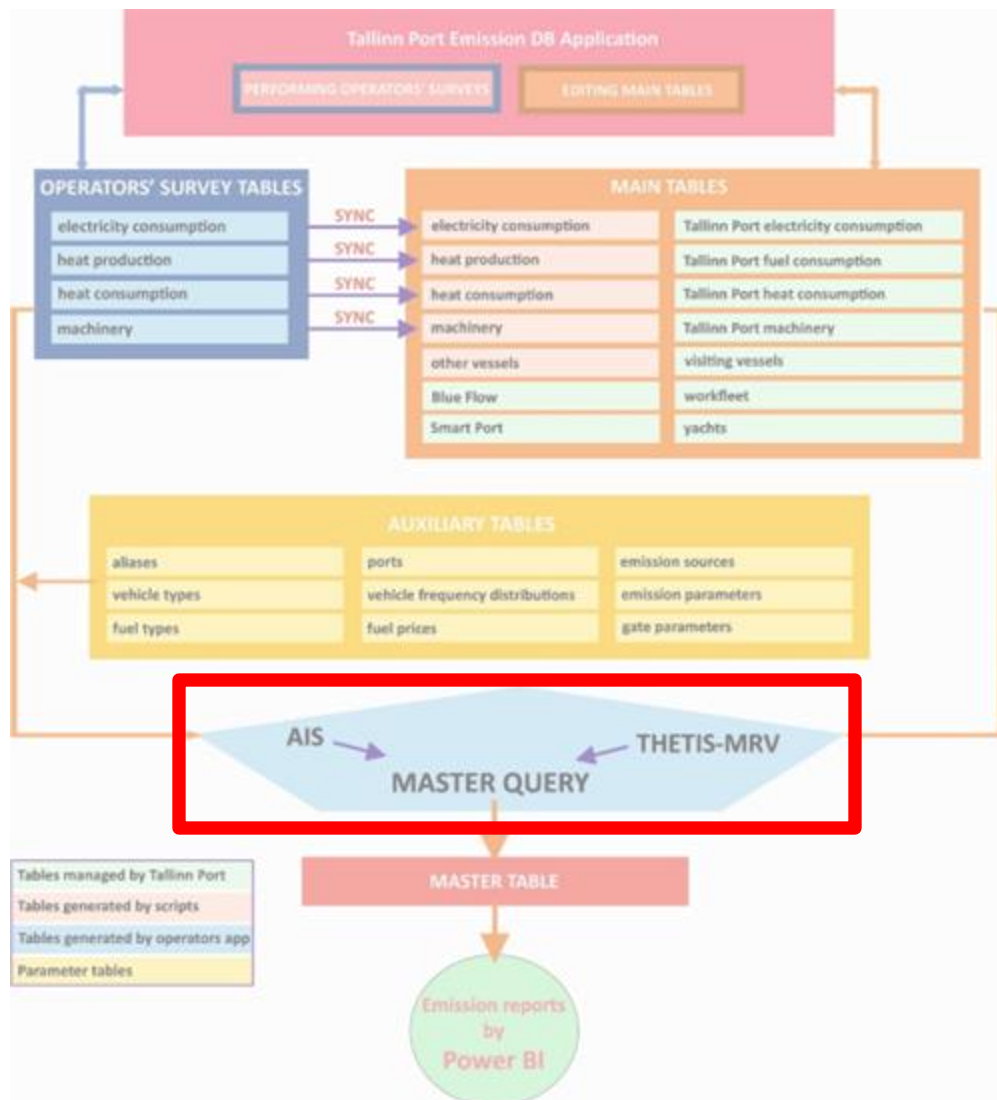 Tallinn Port Emission DB Application
PERFORMING OPERATORS' SURVEYS
EDITING MAIN TABLES
OPERATORS' SURVEY TABLES
electricity consumption
heat production
heat consumption
machinery
SYNC
SYNC
SYNC
SYNC
MAIN TABLES
electricity consumption
heat production
heat consumption
machinery
other vessels
Blue Flow
Smart Port
Tallinn Port electricity consumption
Tallinn Port fuel consumption
Tallinn Port heat consumption
Tallinn Port machinery
visiting vessels
workfleet
yachts
AUXILIARY TABLES
aliases
vehicle types
fuel types
ports
vehicle frequency distributions
fuel prices
emission sources
emission parameters
gate parameters
AIS
THETIS-MRV
MASTER QUERY
MASTER TABLE
Tables managed by Tallinn Port
Tables generated by scripts
Tables generated by operators app
Parameter tables
Emission reports
by
Power BI